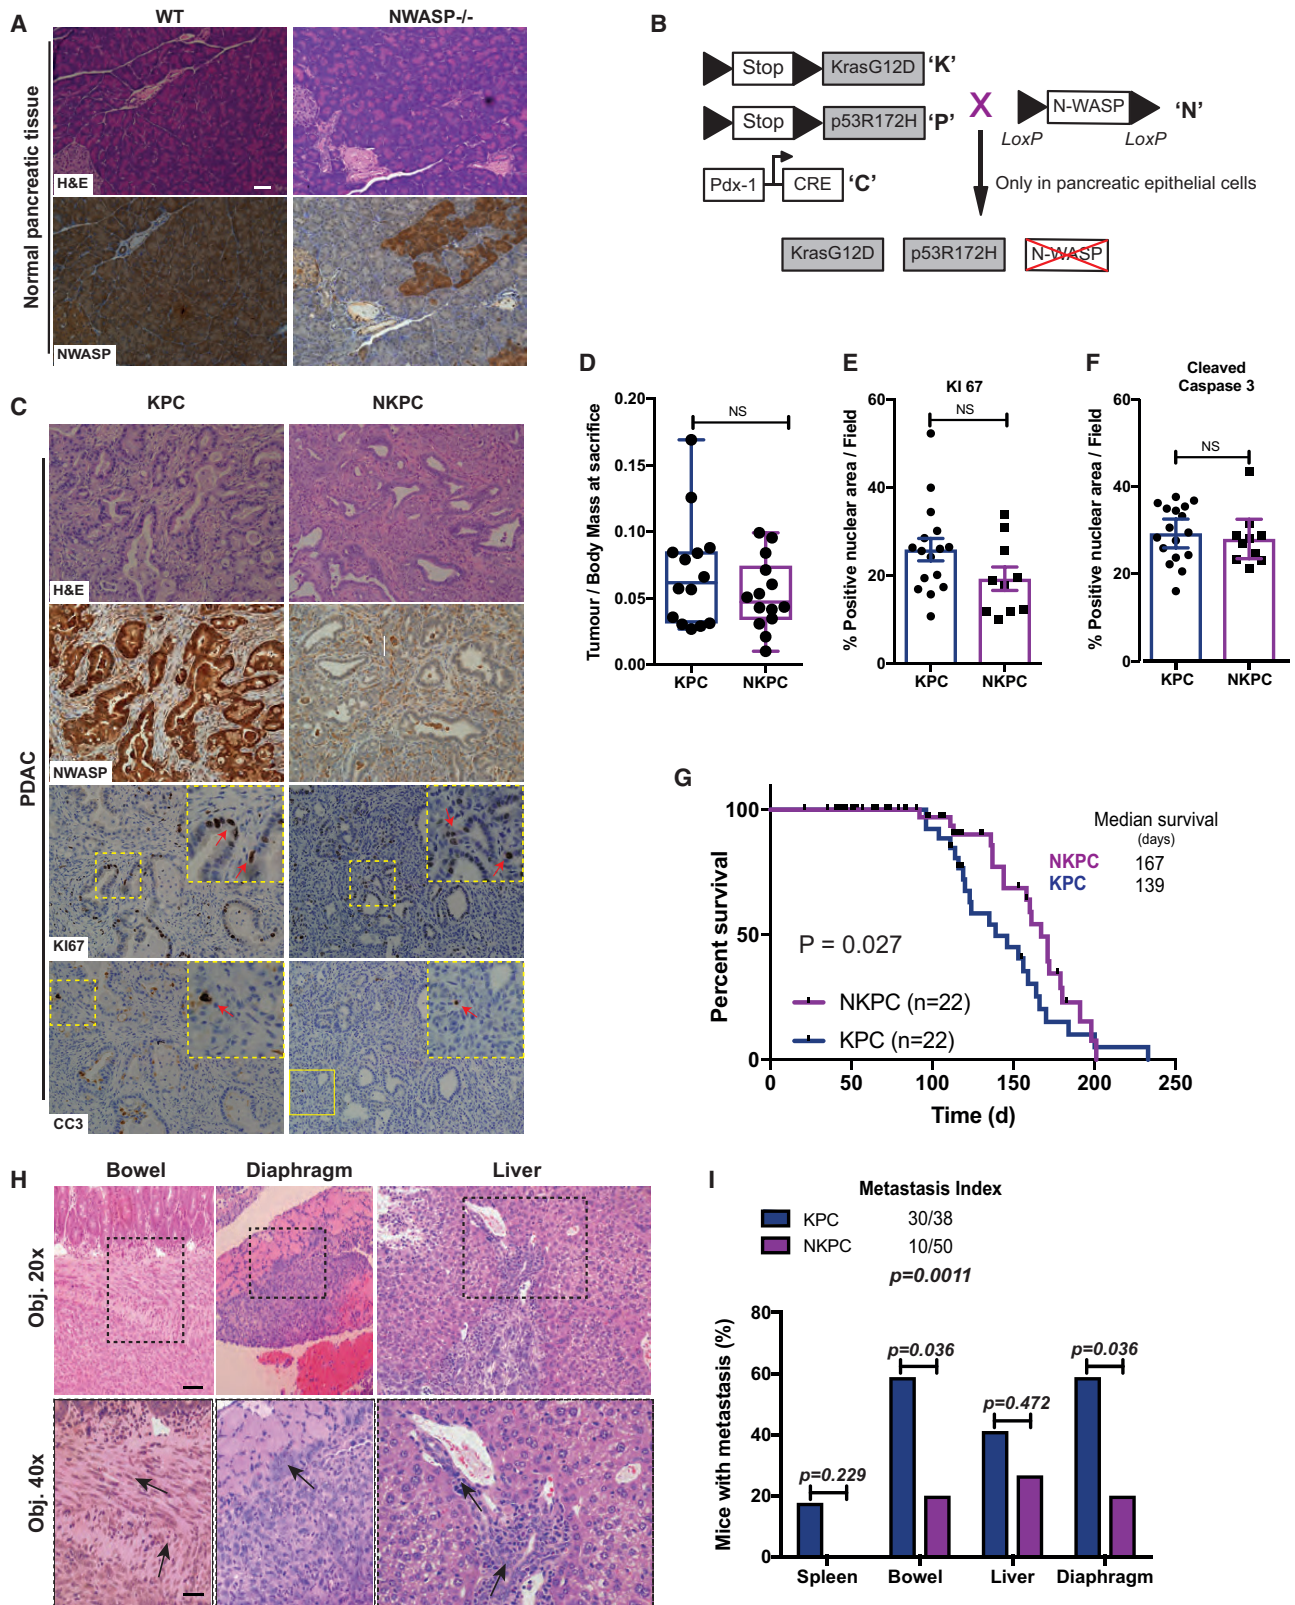 A
WT
NWASP-/-
Normal pancreatic tissue
H&E
NWASP
B
Stop
KrasG12D
'K'
Stop
p53R172H
'P'
X
N-WASP
'N'
LoxP
LoxP
Pdx-1
CRE
'C'
Only in pancreatic epithelial cells
KrasG12D
p53R172H
N-WASP
C
KPC
NKPC
PDAC
H&E
NWASP
KI67
CC3
D
Tumour / Body Mass at sacrifice
0.20
0.15
0.10
0.05
0.00
NS
KPC
NKPC
E
KI 67
% Positive nuclear area / Field
60
40
20
0
NS
KPC
NKPC
F
Cleaved
Caspase 3
% Positive nuclear area / Field
60
40
20
0
NS
KPC
NKPC
G
Percent survival
100
50
0
Median survival
(days)
NKPC 167
KPC 139
P = 0.027
NKPC (n=22)
KPC (n=22)
0 50 100 150 200 250
Time (d)
H
Bowel
Diaphragm
Liver
Obj. 20x
Obj. 40x
I
Metastasis Index
KPC 30/38
NKPC 10/50
p=0.0011
Mice with metastasis (%)
80
60
40
20
0
p=0.229
p=0.036
p=0.472
p=0.036
Spleen
Bowel
Liver
Diaphragm